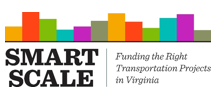 SMART
SCALE
Funding the Right
Transportation Projects
in Virginia